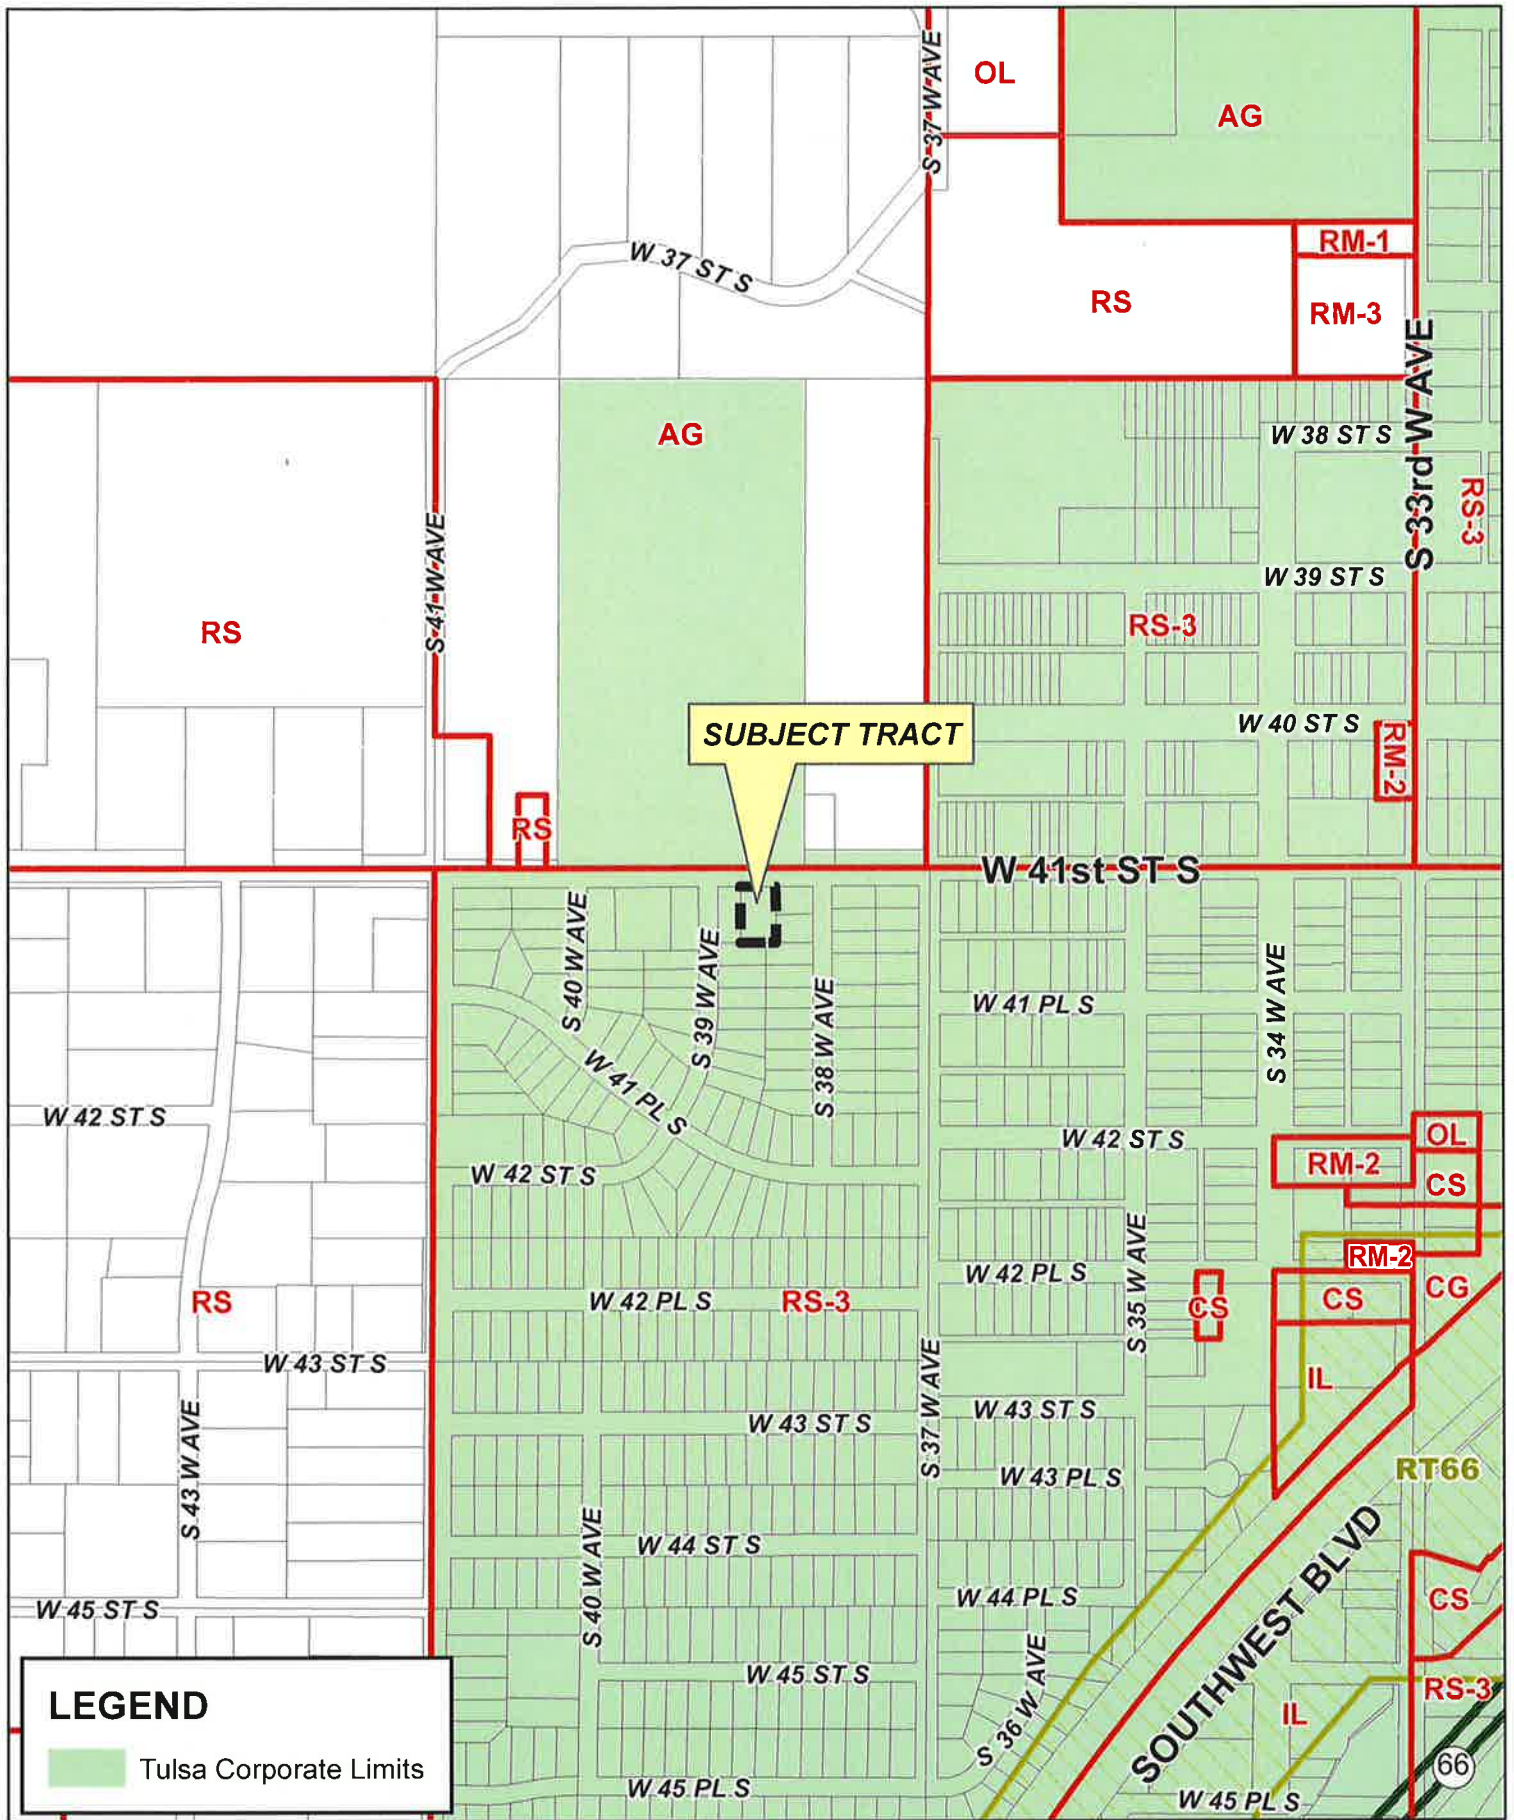 S 37 W AVE
OL
AG
W 37 ST S
RM-1
RS
RM-3
S 33rd W AVE
AG
W 38 ST S
RS-3
S 41 W AVE
W 39 ST S
RS
RS-3
SUBJECT TRACT
W 40 ST S
RM-2
RS
W 41st ST S
S 40 W AVE
S 39 W AVE
S 38 W AVE
W 41 PL S
S 34 W AVE
W 41 PL S
W 42 ST S
W 42 ST S
W 42 ST S
OL
RM-2
CS
S 35 W AVE
RM-2
W 42 PL S
CG
RS
W 42 PL S
RS-3
CS
CS
W 43 ST S
IL
S 37 W AVE
W 43 ST S
W 43 ST S
S 43 W AVE
W 43 PL S
RT66
S 40 W AVE
W 44 ST S
SOUTHWEST BLVD
W 44 PL S
CS
W 45 ST S
S 36 W AVE
W 45 ST S
RS-3
LEGEND
IL
Tulsa Corporate Limits
66
W 45 PL S
W 45 PL S